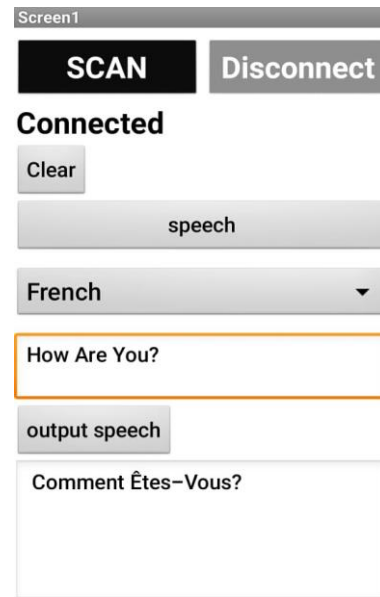 Screen1
SCAN Disconnect
Connected
Clear
speech
French
How Are You?
output speech
Comment Êtes-Vous?